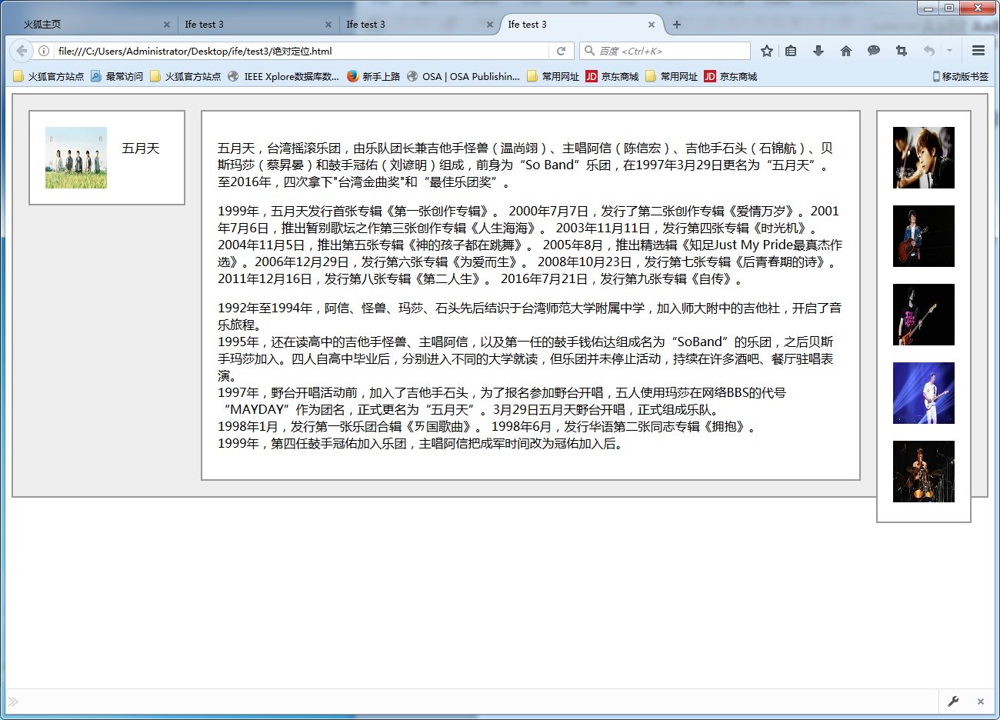 火狐主页
Ife test 3
Ife test 3
Ife test 3
file:///C:/Users/Administrator/Desktop/ife/test3/绝对定位.html
百度 <Ctrl+K>
火狐官方站点 最常访问 火狐官方站点 IEEE Xplore数据库数... 新手上路 OSA | OSA Publishin... 常用网址 JD 京东商城 常用网址 JD 京东商城 移动版书签
五月天
五月天，台湾摇滚乐团，由乐队团长兼吉他手怪兽（温尚翊）、主唱阿信（陈信宏）、吉他手石头（石锦航）、贝
斯玛莎（蔡昇晏）和鼓手冠佑（刘谚明）组成，前身为“So Band”乐团，在1997年3月29日更名为“五月天”。
至2016年，四次拿下"台湾金曲奖"和“最佳乐团奖”。
1999年，五月天发行首张专辑《第一张创作专辑》。 2000年7月7日，发行了第二张创作专辑《爱情万岁》。2001
年7月6日，推出暂别歌坛之作第三张创作专辑《人生海海》。 2003年11月11日，发行第四张专辑《时光机》。
2004年11月5日，推出第五张专辑《神的孩子都在跳舞》。 2005年8月，推出精选辑《知足Just My Pride最真杰作
选》。2006年12月29日，发行第六张专辑《为爱而生》。 2008年10月23日，发行第七张专辑《后青春期的诗》。
2011年12月16日，发行第八张专辑《第二人生》。 2016年7月21日，发行第九张专辑《自传》。
1992年至1994年，阿信、怪兽、玛莎、石头先后结识于台湾师范大学附属中学，加入师大附中的吉他社，开启了音
乐旅程。
1995年，还在读高中的吉他手怪兽、主唱阿信，以及第一任的鼓手钱佑达组成名为“SoBand”的乐团，之后贝斯
手玛莎加入。四人自高中毕业后，分别进入不同的大学就读，但乐团并未停止活动，持续在许多酒吧、餐厅驻唱表
演。
1997年，野台开唱活动前，加入了吉他手石头，为了报名参加野台开唱，五人使用玛莎在网络BBS的代号
“MAYDAY”作为团名，正式更名为“五月天”。3月29日五月天野台开唱，正式组成乐队。
1998年1月，发行第一张乐团合辑《ㄞ国歌曲》。 1998年6月，发行华语第二张同志专辑《拥抱》。
1999年，第四任鼓手冠佑加入乐团，主唱阿信把成军时间改为冠佑加入后。